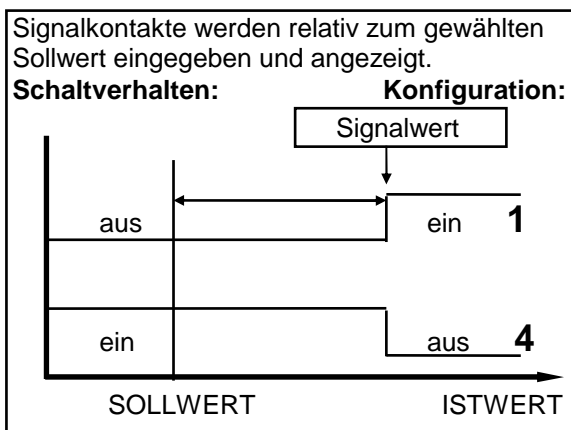 Signalkontakte werden relativ zum gewählten
Sollwert eingegeben und angezeigt.
Schaltverhalten: Konfiguration:
Signalwert
aus ein 1
ein aus 4
SOLLWERT ISTWERT